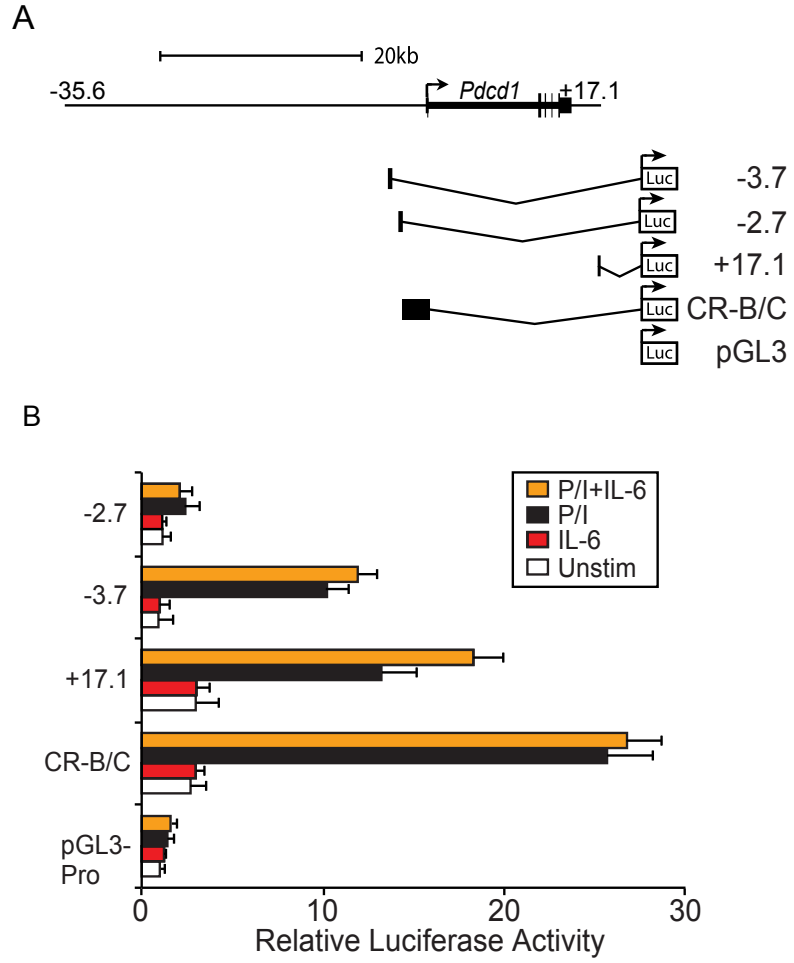 A
20kb
-35.6 Pdcd1 +17.1
Luc -3.7
Luc -2.7
Luc +17.1
Luc CR-B/C
Luc pGL3
B
P/I+IL-6
P/I
IL-6
Unstim
-2.7
-3.7
+17.1
CR-B/C
pGL3-
Pro
0 10 20 30
Relative Luciferase Activity